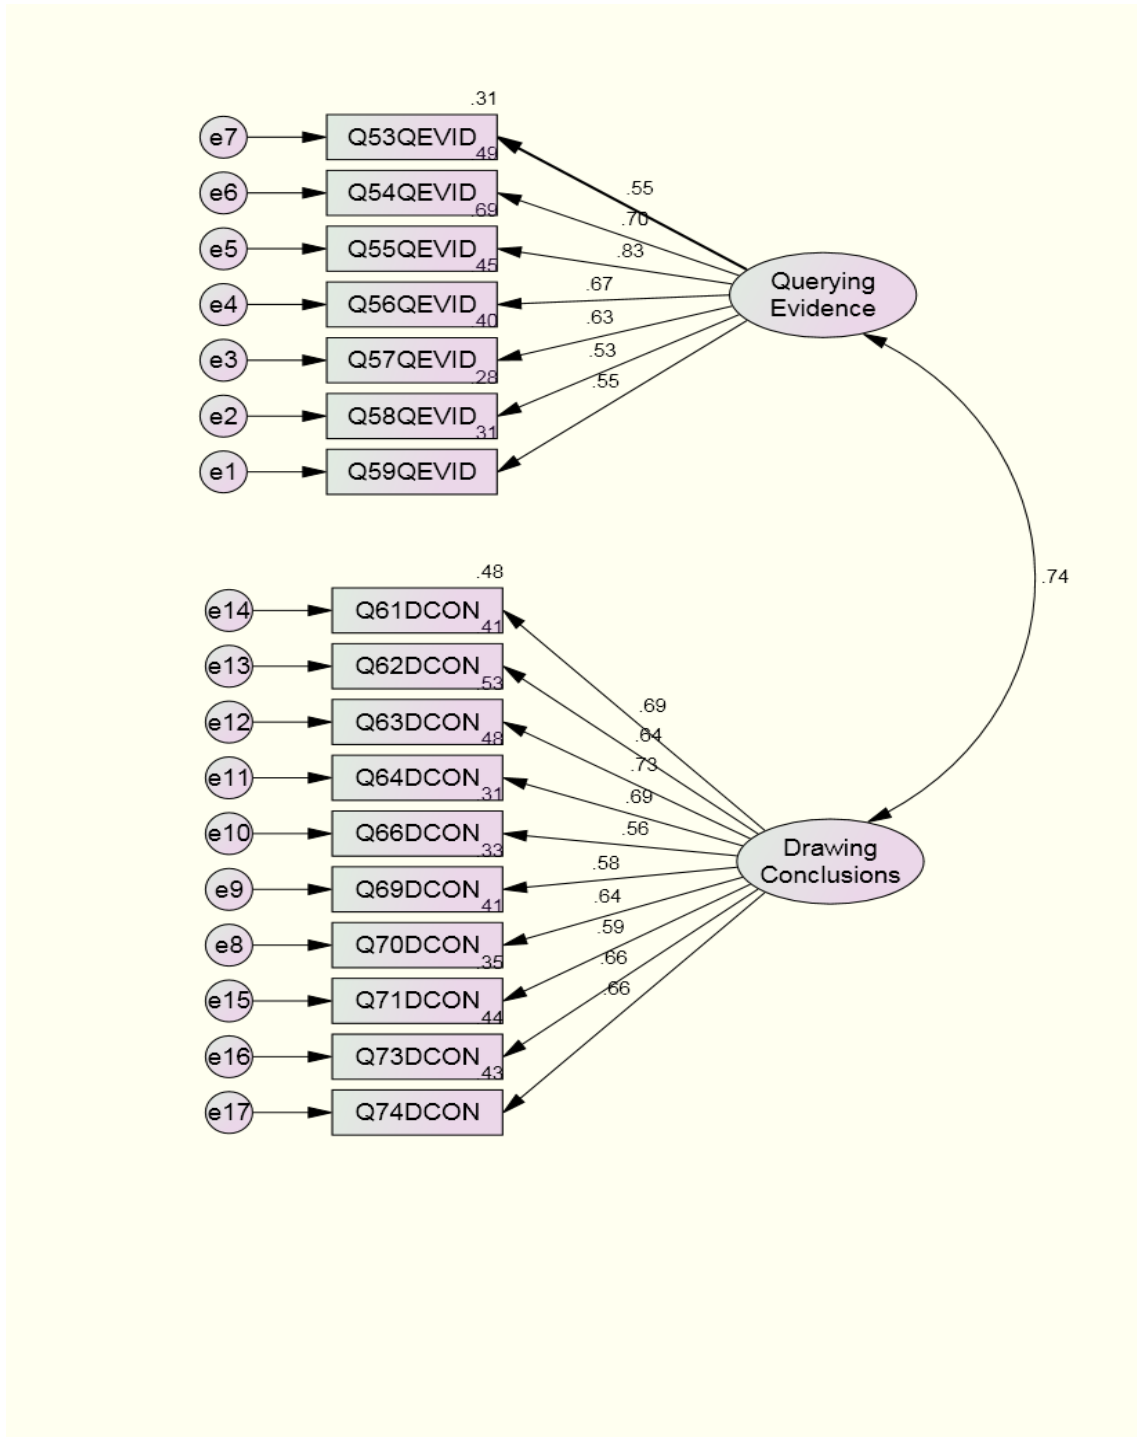 .31
e7 Q53QEVID
.49
e6 Q54QEVID
.69
e5 Q55QEVID
.45
e4 Q56QEVID
.40
e3 Q57QEVID
.28
e2 Q58QEVID
.31
e1 Q59QEVID
.55
.70
.83
.67
.63
.53
.55
Querying
Evidence
.74
.48
e14 Q61DCON
.41
e13 Q62DCON
.53
e12 Q63DCON
.48
e11 Q64DCON
.31
e10 Q66DCON
.33
e9 Q69DCON
.41
e8 Q70DCON
.35
e15 Q71DCON
.44
e16 Q73DCON
.43
e17 Q74DCON
.69
.64
.73
.69
.56
.58
.64
.59
.66
.66
Drawing
Conclusions